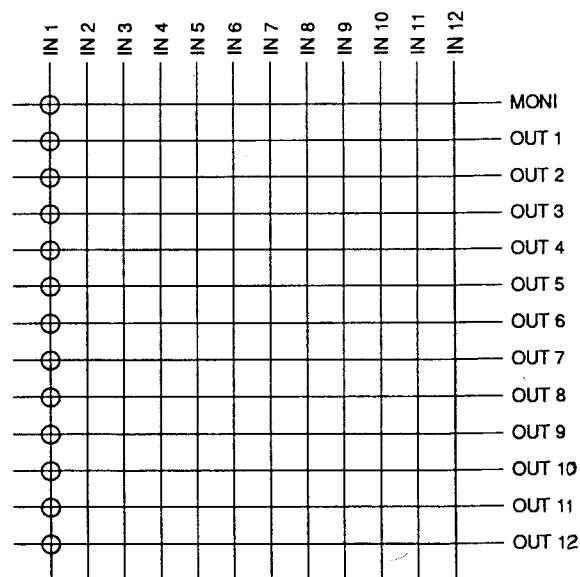 IN 1
IN 2
IN 3
IN 4
IN 5
IN 6
IN 7
IN 8
IN 9
IN 10
IN 11
IN 12
MONI
OUT 1
OUT 2
OUT 3
OUT 4
OUT 5
OUT 6
OUT 7
OUT 8
OUT 9
OUT 10
OUT 11
OUT 12